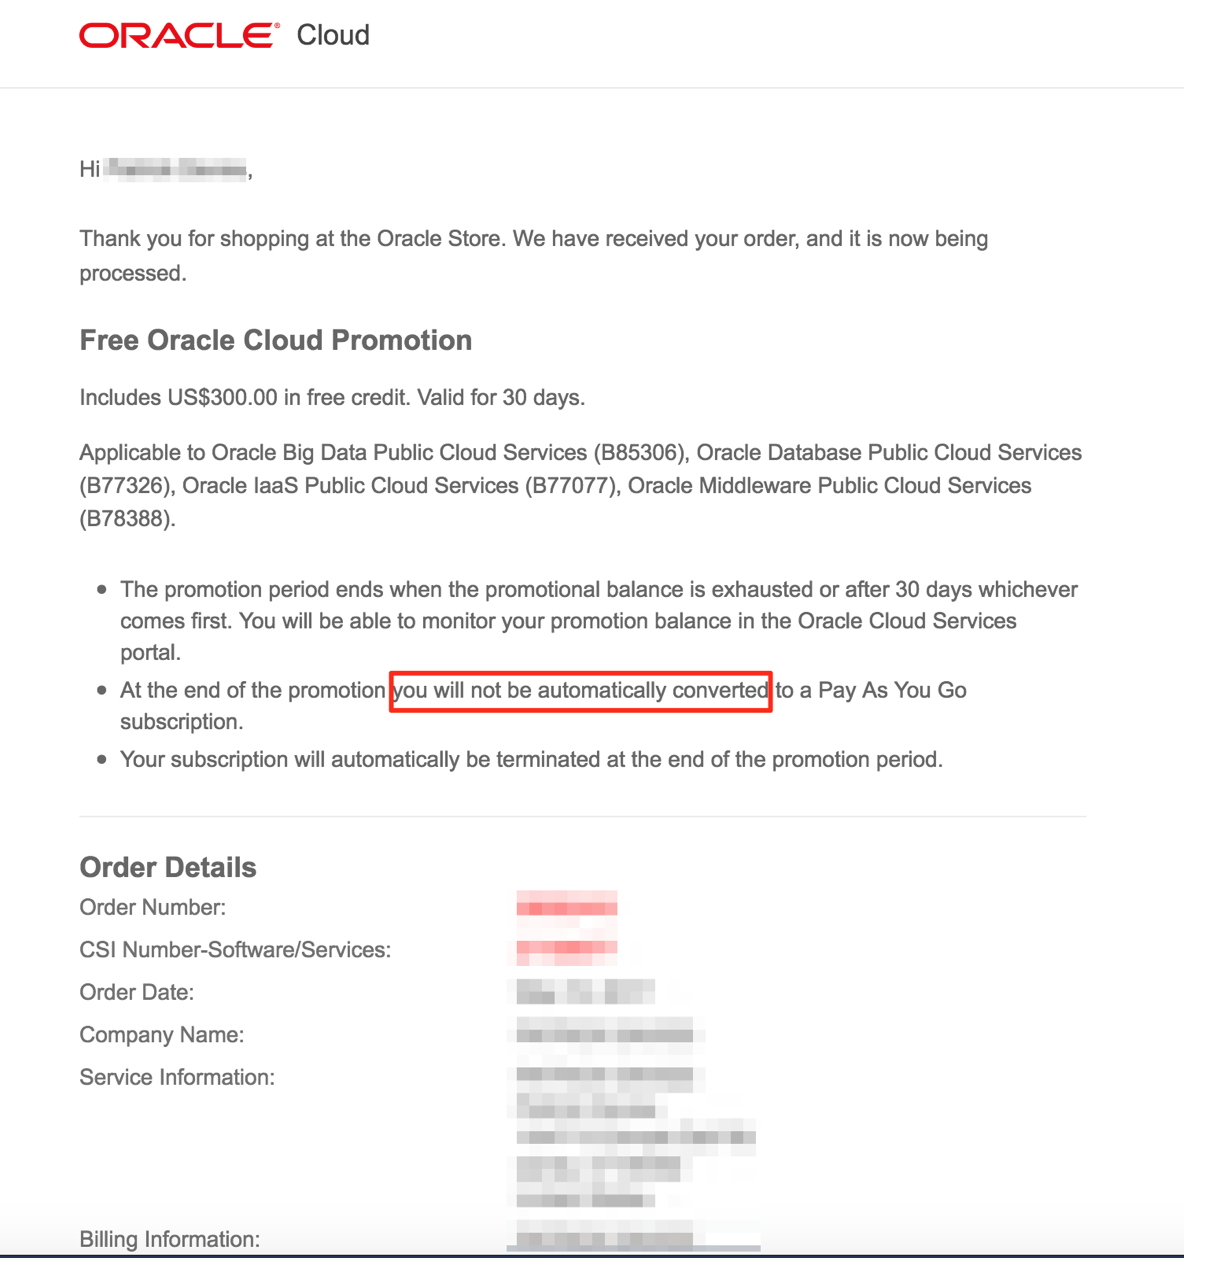 ORACLE® Cloud
Hi ,
Thank you for shopping at the Oracle Store. We have received your order, and it is now being
processed.
Free Oracle Cloud Promotion
Includes US$300.00 in free credit. Valid for 30 days.
Applicable to Oracle Big Data Public Cloud Services (B85306), Oracle Database Public Cloud Services
(B77326), Oracle IaaS Public Cloud Services (B77077), Oracle Middleware Public Cloud Services
(B78388).
• The promotion period ends when the promotional balance is exhausted or after 30 days whichever
comes first. You will be able to monitor your promotion balance in the Oracle Cloud Services
portal.
• At the end of the promotion you will not be automatically converted to a Pay As You Go
subscription.
• Your subscription will automatically be terminated at the end of the promotion period.
Order Details
Order Number:
CSI Number-Software/Services:
Order Date:
Company Name:
Service Information:
Billing Information: